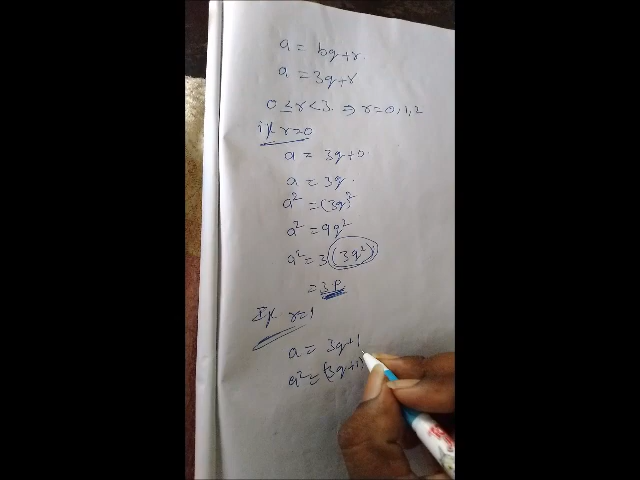 a = bq+r.
a = 3q+r
0 ≤ r < 3. ⇒ r=0,1,2
if r=0
a = 3q+0.
a = 3q.
a² = (3q)²
a² = 9q²
a² = 3(3q²)
= 3P
If r=1
a = 3q+1
a² = (3q+1)